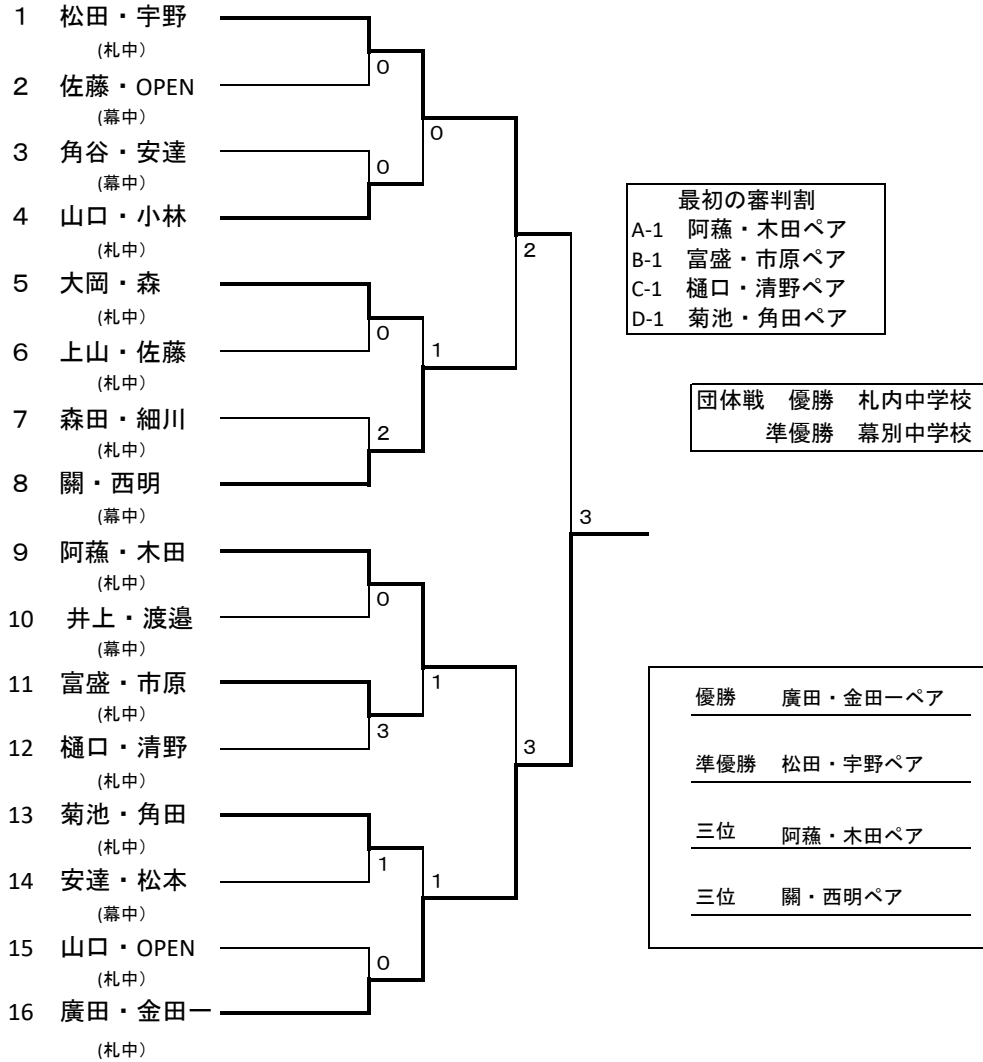 1 松田・宇野
(札中)
0
2 佐藤・OPEN
(幕中)
0
3 角谷・安達
(幕中)
0
4 山口・小林
(札中)
2
5 大岡・森
(札中)
0
6 上山・佐藤
(札中)
1
7 森田・細川
(札中)
2
8 關・西明
(幕中)
3
9 阿蘓・木田
(札中)
0
10 井上・渡邉
(幕中)
1
11 富盛・市原
(札中)
3
12 樋口・清野
(札中)
3
13 菊池・角田
(札中)
1
14 安達・松本
(幕中)
1
15 山口・OPEN
(札中)
0
16 廣田・金田一
(札中)
最初の審判割
A-1 阿蘓・木田ペア
B-1 富盛・市原ペア
C-1 樋口・清野ペア
D-1 菊池・角田ペア
団体戦 優勝 札内中学校
準優勝 幕別中学校
優勝 廣田・金田一ペア
準優勝 松田・宇野ペア
三位 阿蘓・木田ペア
三位 關・西明ペア